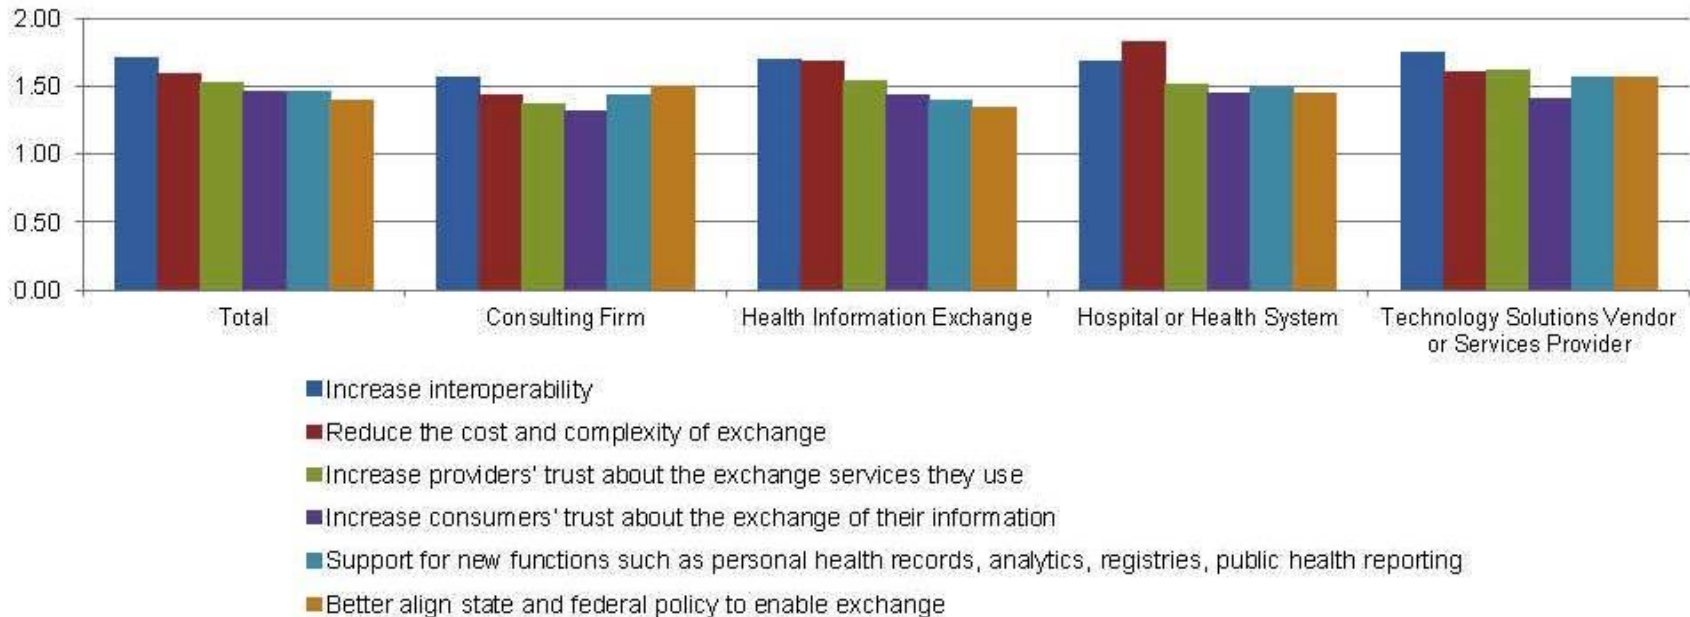 2.00
1.50
1.00
0.50
0.00
Total
Consulting Firm
Health Information Exchange
Hospital or Health System
Technology Solutions Vendor
or Services Provider
Increase interoperability
Reduce the cost and complexity of exchange
Increase providers' trust about the exchange services they use
Increase consumers' trust about the exchange of their information
Support for new functions such as personal health records, analytics, registries, public health reporting
Better align state and federal policy to enable exchange